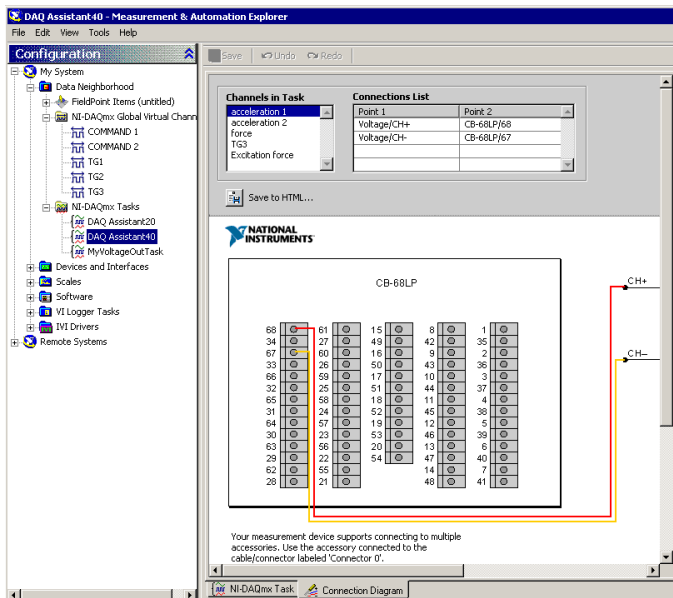 DAQ Assistant40 - Measurement & Automation Explorer
File Edit View Tools Help
Configuration
My System
Data Neighborhood
FieldPoint Items (untitled)
NI-DAQmx Global Virtual Chann
COMMAND 1
COMMAND 2
TG1
TG2
TG3
NI-DAQmx Tasks
DAQ Assistant20
DAQ Assistant40
MyVoltageOutTask
Devices and Interfaces
Scales
Software
VI Logger Tasks
IVI Drivers
Remote Systems
Save Undo Redo
Channels in Task
acceleration 1
acceleration 2
force
TG3
Excitation force
Connections List
Point 1 Point 2
Voltage/CH+ CB-68LP/68
Voltage/CH- CB-68LP/67
Save to HTML...
NATIONAL
INSTRUMENTS
CB-68LP
CH+
CH–
68 61 15 8 1
34 27 49 42 35
67 60 16 9 2
33 26 50 43 36
66 59 17 10 3
32 25 51 44 37
65 58 18 11 4
31 24 52 45 38
64 57 19 12 5
30 23 53 46 39
63 56 20 13 6
29 22 54 47 40
62 55 14 7
28 21 48 41
Your measurement device supports connecting to multiple
accessories. Use the accessory connected to the
cable/connector labeled 'Connector 0'.
NI-DAQmx Task Connection Diagram